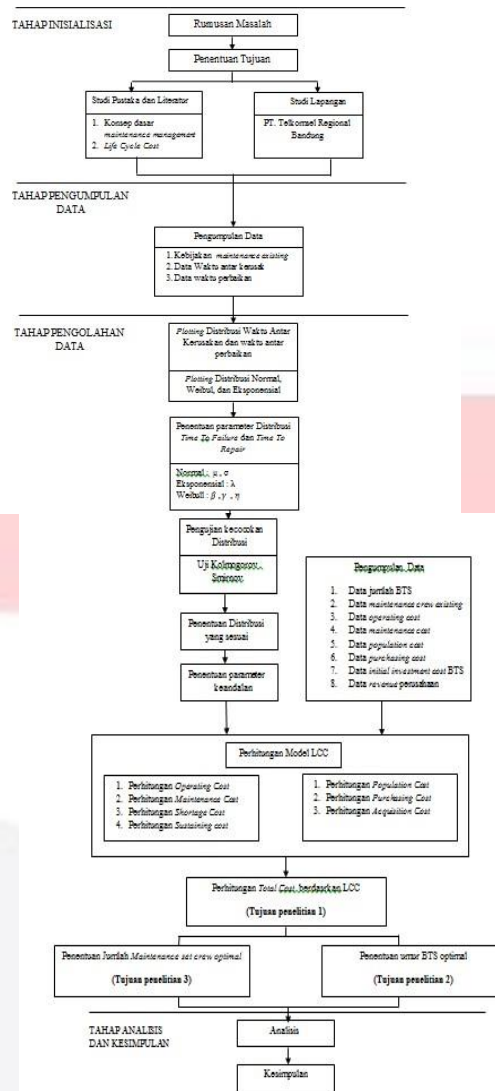 TAHAP INISIALISASI
Rumusan Masalah
Penentuan Tujuan
Studi Pustaka dan Literatur
1. Konsep dasar
maintenance management
2. Life Cycle Cost
Studi Lapangan
PT. Telkomsel Regional
Bandung
TAHAP PENGUMPULAN
DATA
Pengumpulan Data
1. Kebijakan maintenance existing
2. Data Waktu antar kerusak
3. Data waktu perbaikan
TAHAP PENGOLAHAN
DATA
Plotting Distribusi Waktu Antar
Kerusakan dan waktu antar
perbaikan
Plotting Distribusi Normal,
Weibul, dan Eksponensial
Penentuan parameter Distribusi
Time To Failure dan Time To
Repair
Normal : μ , σ
Eksponensial : λ
Weibull : β , γ , η
Pengujian kecocokan
Distribusi
Uji Kolmogorov
Smirnov
Penentuan Distribusi
yang sesuai
Penentuan parameter
keandalan
Pengumpulan Data
1. Data jumlah BTS
2. Data maintenance crew existing
3. Data operating cost
4. Data maintenance cost
5. Data population cost
6. Data purchasing cost
7. Data initial investment cost BTS
8. Data revenue perusahaan
Perhitungan Model LCC
1. Perhitungan Operating Cost
2. Perhitungan Maintenance Cost
3. Perhitungan Shortage Cost
4. Perhitungan Sustaining cost
1. Perhitungan Population Cost
2. Perhitungan Purchasing Cost
3. Perhitungan Acquisition Cost
Perhitungan Total Cost berdasrkan LCC
(Tujuan penelitian 1)
Penentuan Jumlah Maintenance set crew optimal
(Tujuan penelitian 3)
Penentuan umur BTS optimal
(Tujuan penelitian 2)
TAHAP ANALISIS
DAN KESIMPULAN
Analisis
Kesimpulan